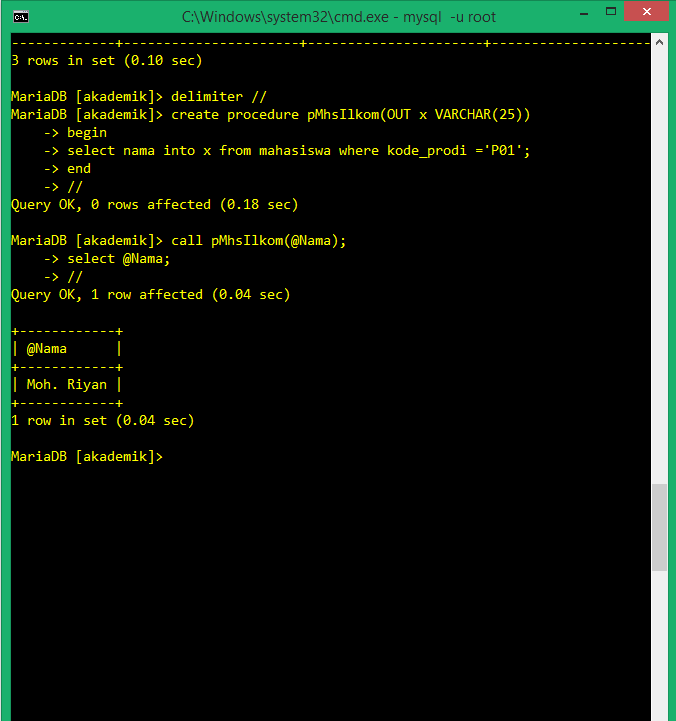 C:\Windows\system32\cmd.exe - mysql  -u root
-------------+----------------------+----------------------+--------------------
3 rows in set (0.10 sec)
MariaDB [akademik]> delimiter //
MariaDB [akademik]> create procedure pMhsIlkom(OUT x VARCHAR(25))
    -> begin
    -> select nama into x from mahasiswa where kode_prodi ='P01';
    -> end
    -> //
Query OK, 0 rows affected (0.18 sec)
MariaDB [akademik]> call pMhsIlkom(@Nama);
    -> select @Nama;
    -> //
Query OK, 1 row affected (0.04 sec)
+------------+
| @Nama      |
+------------+
| Moh. Riyan |
+------------+
1 row in set (0.04 sec)
MariaDB [akademik]>